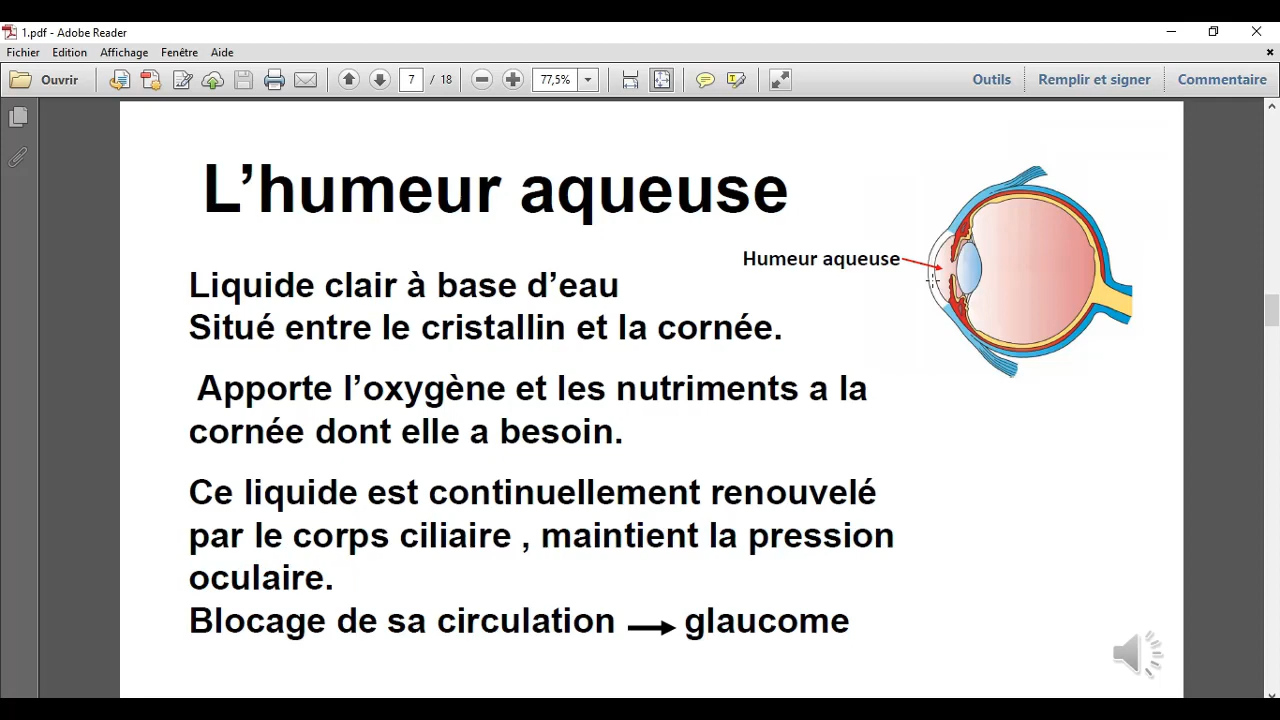 1.pdf - Adobe Reader
Fichier Edition Affichage Fenêtre Aide
Ouvrir 7 / 18 77,5% Outils Remplir et signer Commentaire
L’humeur aqueuse
Humeur aqueuse
Liquide clair à base d’eau
Situé entre le cristallin et la cornée.
Apporte l’oxygène et les nutriments a la
cornée dont elle a besoin.
Ce liquide est continuellement renouvelé
par le corps ciliaire , maintient la pression
oculaire.
Blocage de sa circulation → glaucome